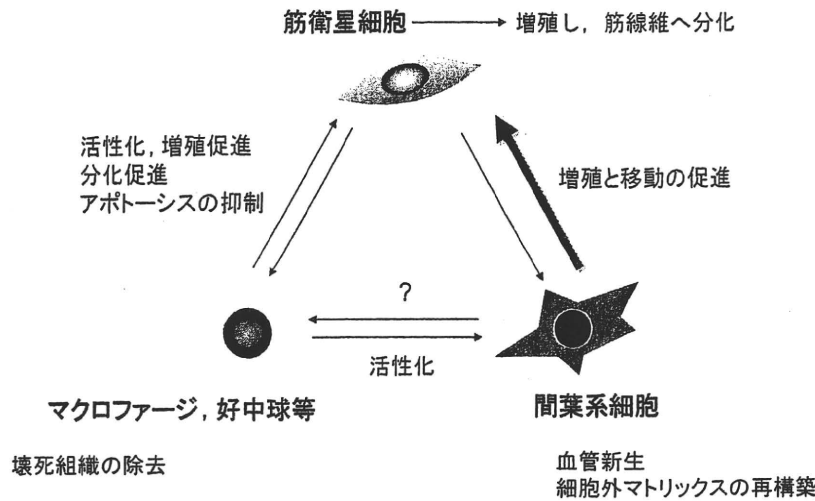 筋衛星細胞 → 増殖し，筋線維へ分化
活性化，増殖促進
分化促進
アポトーシスの抑制
増殖と移動の促進
?
活性化
マクロファージ，好中球等
間葉系細胞
壊死組織の除去
血管新生
細胞外マトリックスの再構築